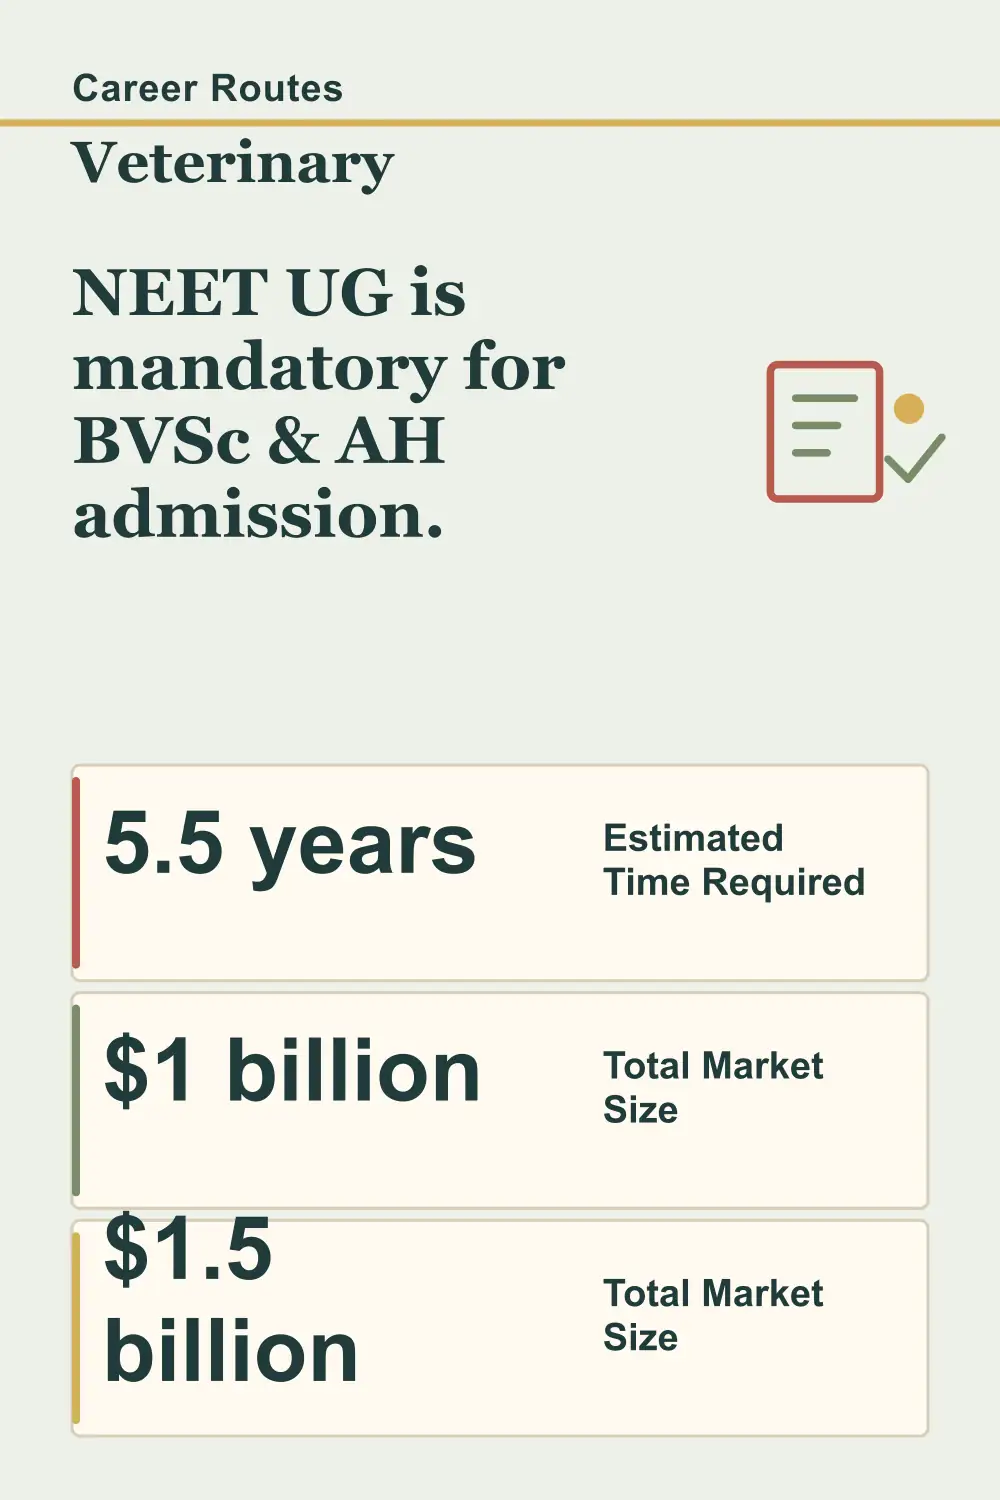 Career Routes
Veterinary
NEET UG is
mandatory for
BVSc & AH
admission.
5.5 years
Estimated
Time Required
$1 billion
Total Market
Size
$1.5
billion
Total Market
Size